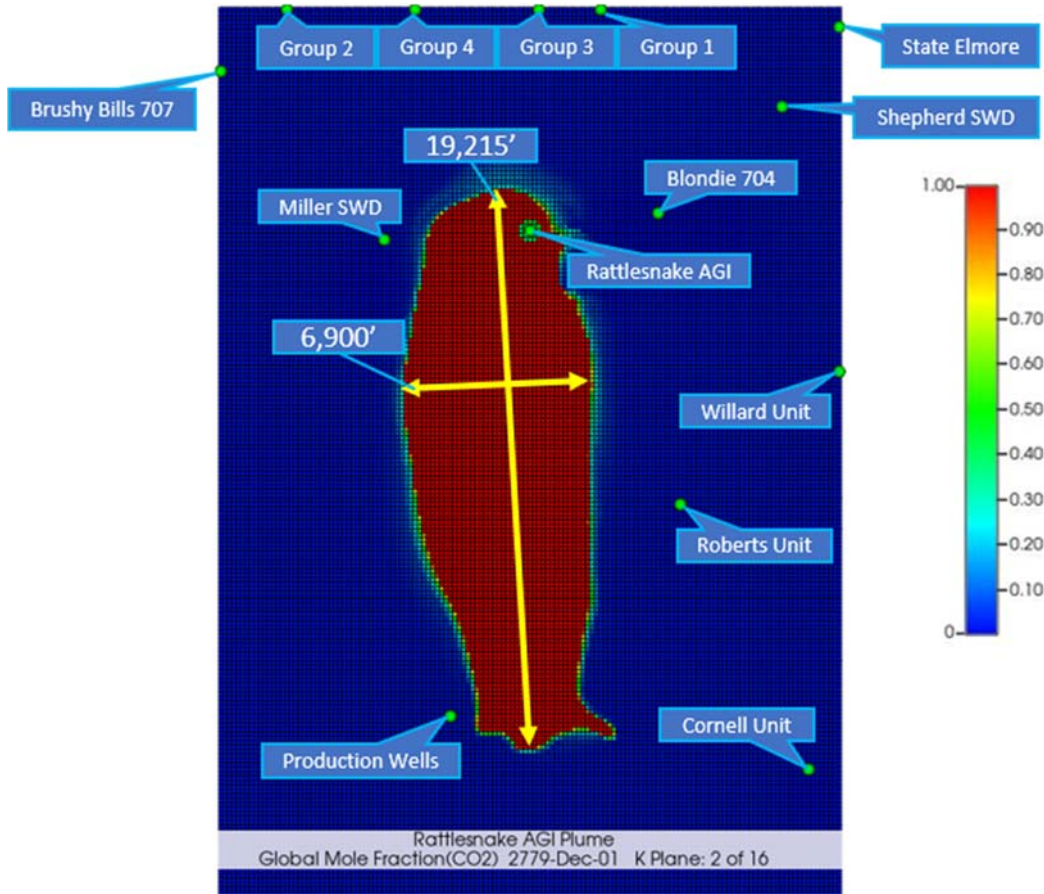 Group 2
Group 4
Group 3
Group 1
State Elmore
Brushy Bills 707
Shepherd SWD
19,215’
Blondie 704
Miller SWD
Rattlesnake AGI
6,900’
Willard Unit
Roberts Unit
Cornell Unit
Production Wells
1.00
0.90
0.80
0.70
0.60
0.50
0.40
0.30
0.20
0.10
0
Rattlesnake AGI Plume
Global Mole Fraction(CO2) 2779-Dec-01 K Plane: 2 of 16